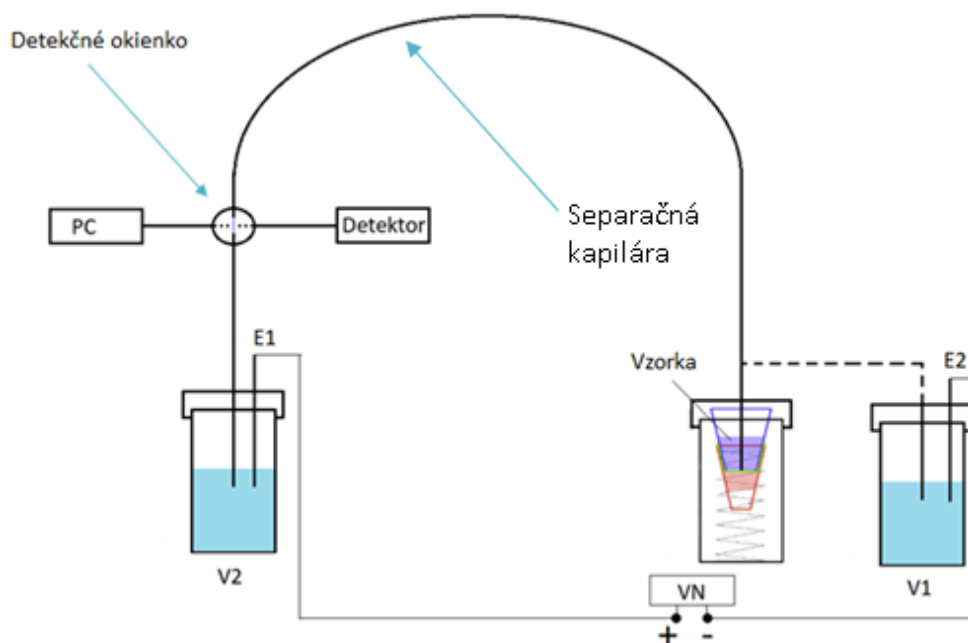 Detekčné okienko
PC
Detektor
Separačná
kapilára
E1
Vzorka
E2
V2
VN
V1
+ -